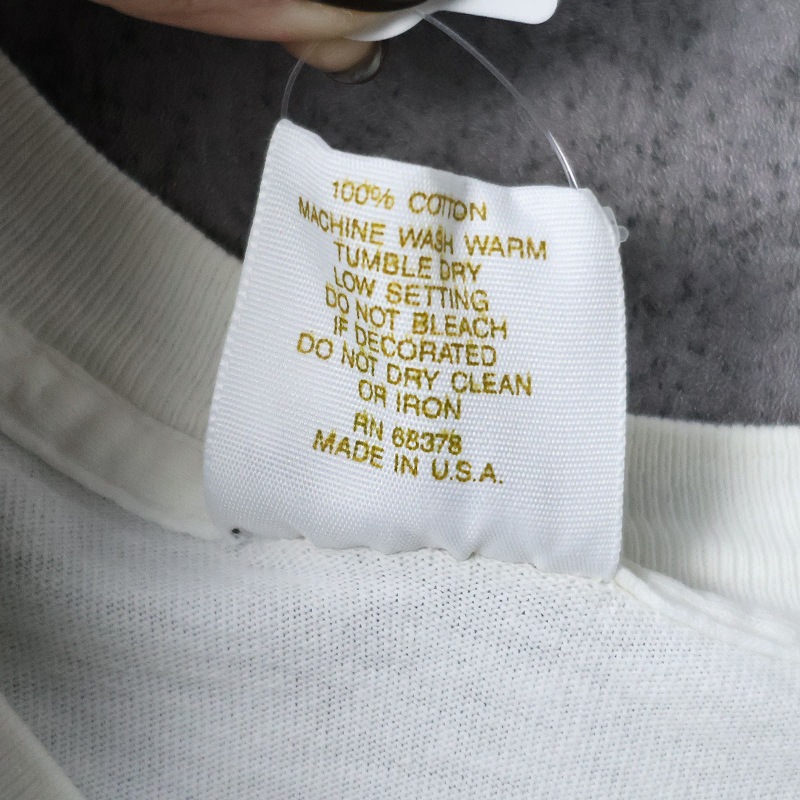 100% COTTON
MACHINE WASH WARM
TUMBLE DRY
LOW SETTING
DO NOT BLEACH
IF DECORATED
DO NOT DRY CLEAN
OR IRON
RN 68378
MADE IN U.S.A.